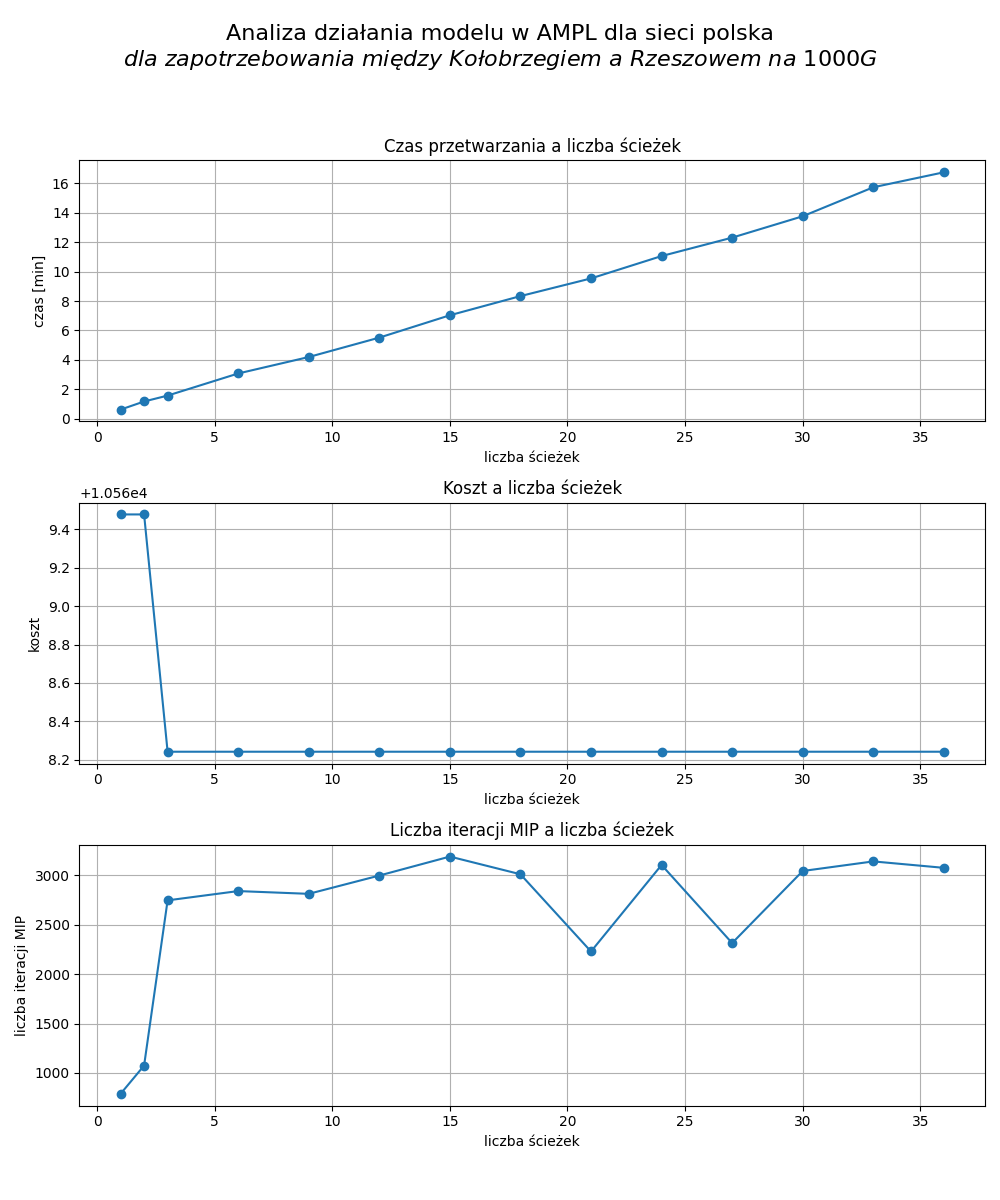 Analiza działania modelu w AMPL dla sieci polska
dla zapotrzebowania między Kołobrzegiem a Rzeszowem na 1000G
Czas przetwarzania a liczba ścieżek
16
14
12
10
8
6
4
2
0
czas [min]
0 5 10 15 20 25 30 35
liczba ścieżek
Koszt a liczba ścieżek
+1.056e4
9.4
9.2
9.0
8.8
8.6
8.4
8.2
koszt
0 5 10 15 20 25 30 35
liczba ścieżek
Liczba iteracji MIP a liczba ścieżek
3000
2500
2000
1500
1000
liczba iteracji MIP
0 5 10 15 20 25 30 35
liczba ścieżek